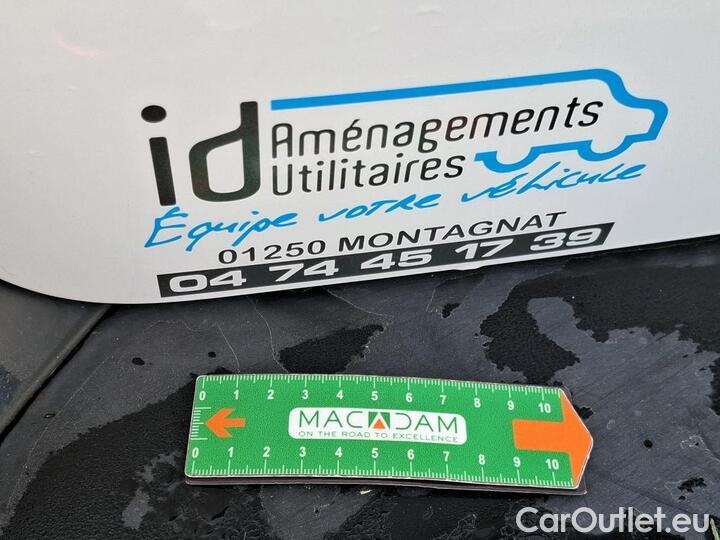 id Aménagements
Utilitaires
Équipe votre véhicule
01250 MONTAGNAT
04 74 45 17 39
0 1 2 3 4 5 6 7 8 9 10
MACADAM
ON THE ROAD TO EXCELLENCE
0 1 2 3 4 5 6 7 8 9 10
CarOutlet.eu